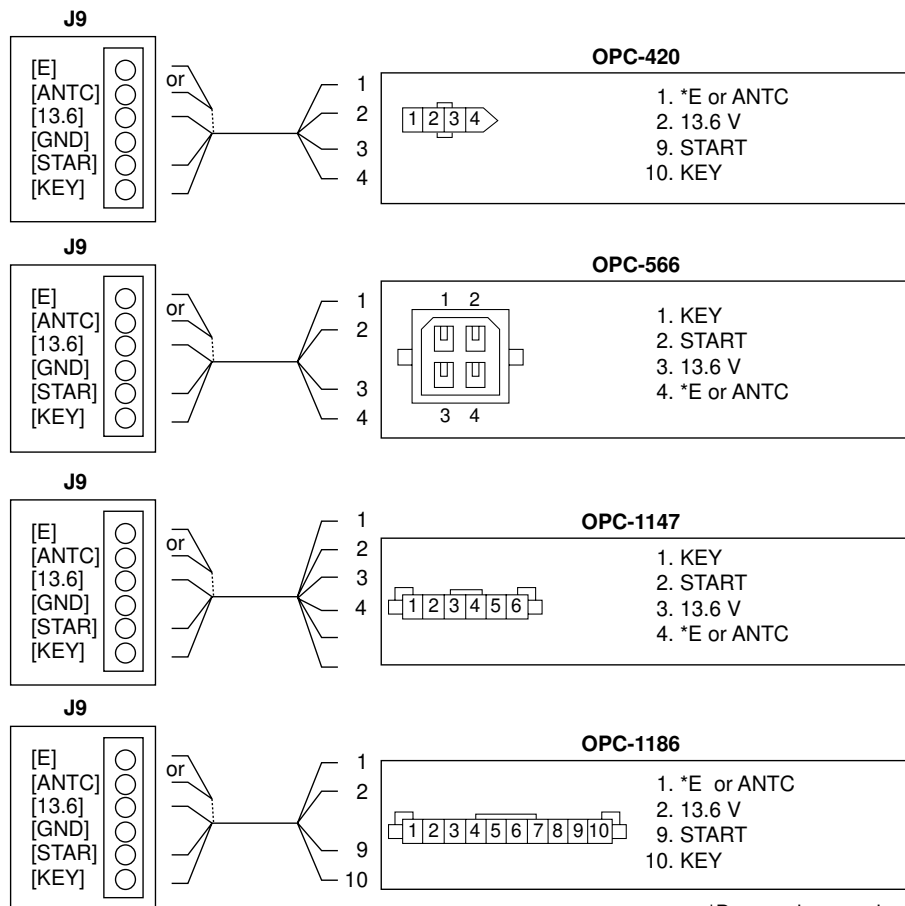 J9
OPC-420
[E]
[ANTC]
[13.6]
[GND]
[STAR]
[KEY]
or
1
2
3
4
1 2 3 4
1. *E or ANTC
2. 13.6 V
9. START
10. KEY
J9
OPC-566
[E]
[ANTC]
[13.6]
[GND]
[STAR]
[KEY]
or
1
2
3
4
1 2
3 4
1. KEY
2. START
3. 13.6 V
4. *E or ANTC
J9
OPC-1147
[E]
[ANTC]
[13.6]
[GND]
[STAR]
[KEY]
or
1
2
3
4
1 2 3 4 5 6
1. KEY
2. START
3. 13.6 V
4. *E or ANTC
J9
OPC-1186
[E]
[ANTC]
[13.6]
[GND]
[STAR]
[KEY]
or
1
2
9
10
1 2 3 4 5 6 7 8 9 10
1. *E or ANTC
2. 13.6 V
9. START
10. KEY